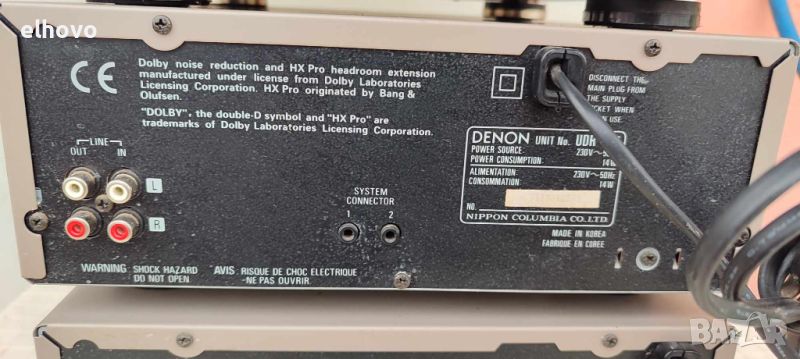 elhovo
CE
Dolby noise reduction and HX Pro headroom extension
manufactured under license from Dolby Laboratories
Licensing Corporation. HX Pro originated by Bang &
Olufsen.
"DOLBY", the double-D symbol and "HX Pro" are
trademarks of Dolby Laboratories Licensing Corporation.
DISCONNECT THE
MAIN PLUG FROM
THE SUPPLY
WHEN
DENON UNIT No.
POWER SOURCE: 230V~
POWER CONSUMPTION: 14W
ALIMENTATION: 230V~50Hz
CONSOMMATION: 14W
NO.
NIPPON COLUMBIA CO., LTD.
MADE IN KOREA
FABRIQUE EN COREE
LINE
OUT IN
L
R
SYSTEM
CONNECTOR
1 2
WARNING: SHOCK HAZARD
DO NOT OPEN.
AVIS: RISQUE DE CHOC ELECTRIQUE
-NE PAS OUVRIR.
BAZAR